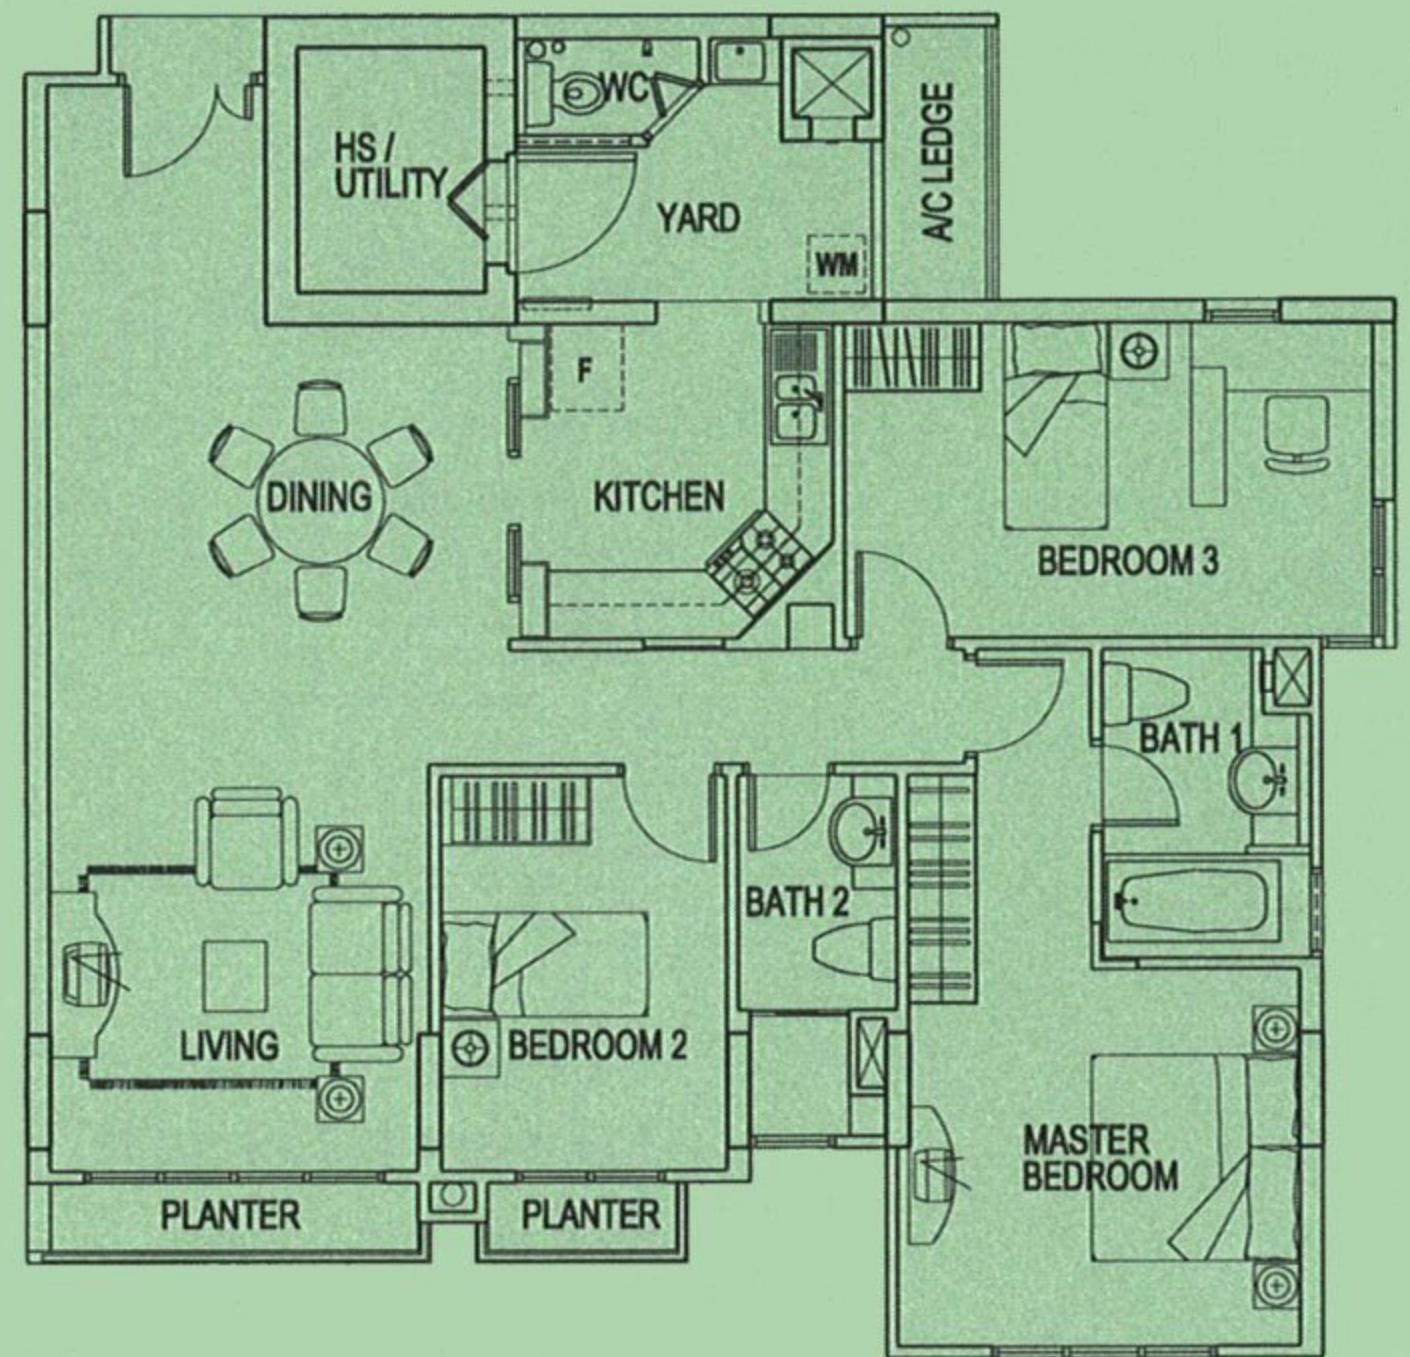 WC
HS /
UTILITY
YARD
A/C LEDGE
WM
F
DINING
KITCHEN
BEDROOM 3
BATH 1
BATH 2
LIVING
BEDROOM 2
MASTER
BEDROOM
PLANTER
PLANTER